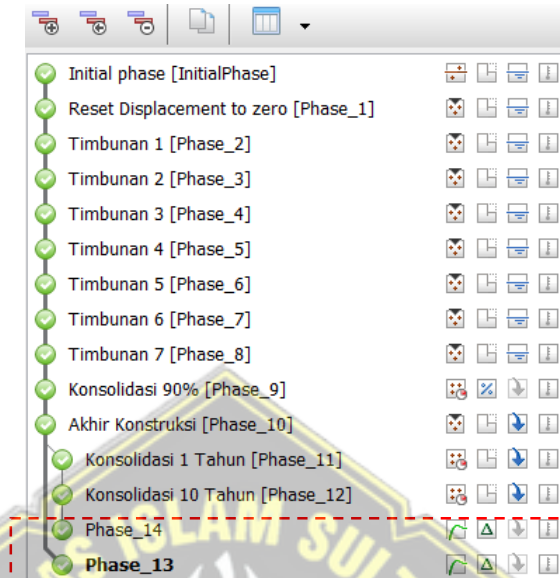 Initial phase [InitialPhase]
Reset Displacement to zero [Phase_1]
Timbunan 1 [Phase_2]
Timbunan 2 [Phase_3]
Timbunan 3 [Phase_4]
Timbunan 4 [Phase_5]
Timbunan 5 [Phase_6]
Timbunan 6 [Phase_7]
Timbunan 7 [Phase_8]
Konsolidasi 90% [Phase_9]
Akhir Konstruksi [Phase_10]
Konsolidasi 1 Tahun [Phase_11]
Konsolidasi 10 Tahun [Phase_12]
Phase_14
Phase_13
ISLAM SUL